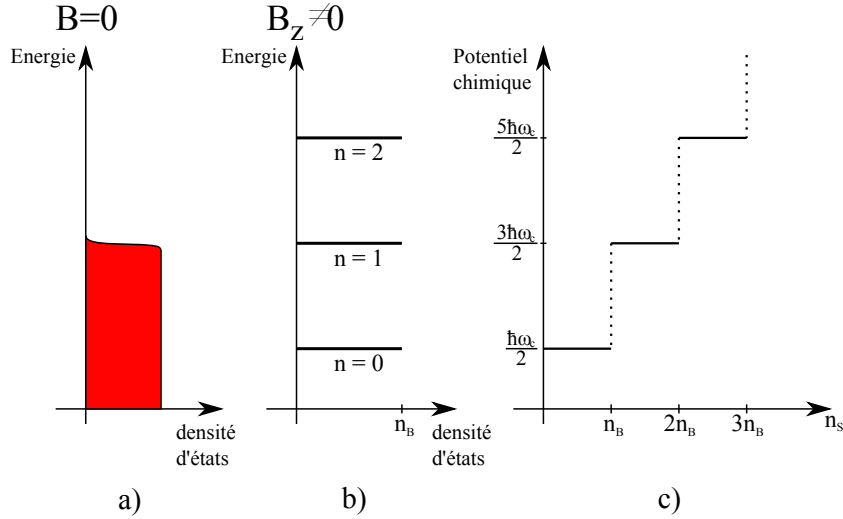 B=0
Energie
densité
d'états
a)
B_z ≠ 0
Energie
n = 2
n = 1
n = 0
n_B
densité
d'états
b)
Potentiel
chimique
5ħω_c
2
3ħω_c
2
ħω_c
2
n_B
2n_B
3n_B
n_S
c)